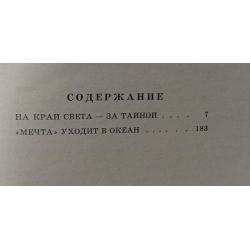 СОДЕРЖАНИЕ
НА КРАЙ СВЕТА — ЗА ТАЙНОЙ . . . . 7
«МЕЧТА» УХОДИТ В ОКЕАН . . . . . . 183